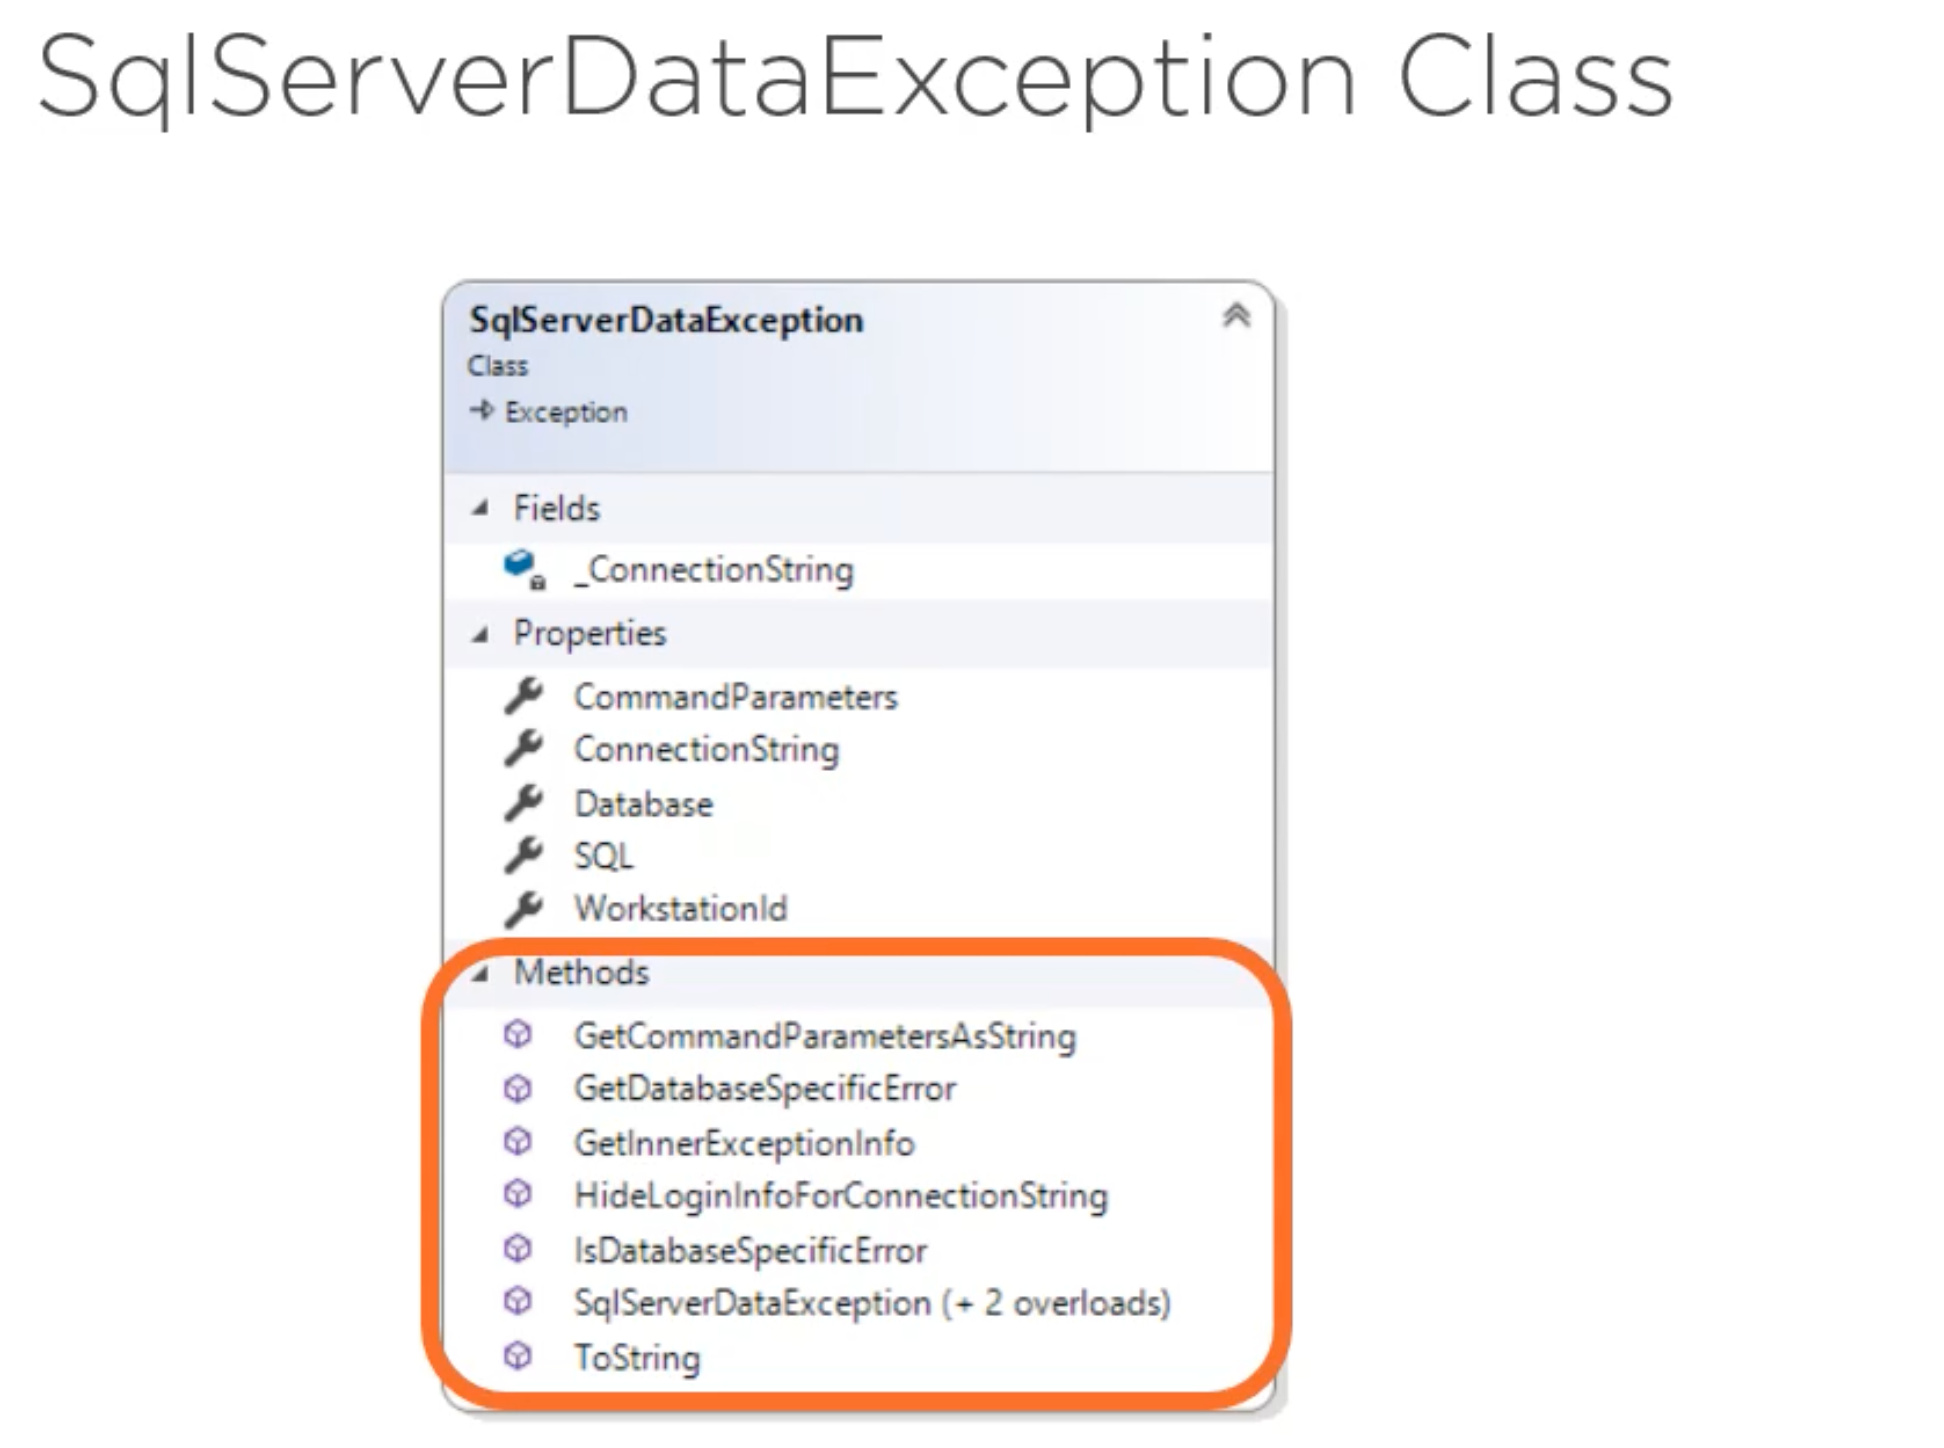 SqlServerDataException Class
SqlServerDataException
Class
Exception
Fields
_ConnectionString
Properties
CommandParameters
ConnectionString
Database
SQL
WorkstationId
Methods
GetCommandParametersAsString
GetDatabaseSpecificError
GetInnerExceptionInfo
HideLoginInfoForConnectionString
IsDatabaseSpecificError
SqlServerDataException (+ 2 overloads)
ToString